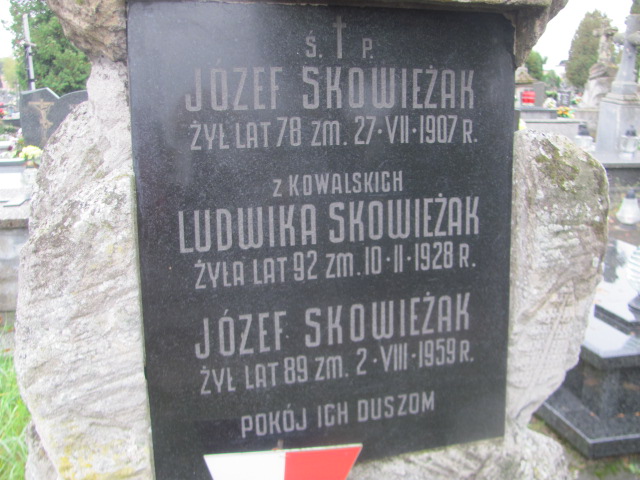 Ś. P.
JÓZEF SKOWIEŻAK
ŻYŁ LAT 78 ZM. 27·VII·1907 R.
Z KOWALSKICH
LUDWIKA SKOWIEŻAK
ŻYŁA LAT 92 ZM. 10·II·1928 R.
JÓZEF SKOWIEŻAK
ŻYŁ LAT 89 ZM. 2·VIII·1959 R.
POKÓJ ICH DUSZOM